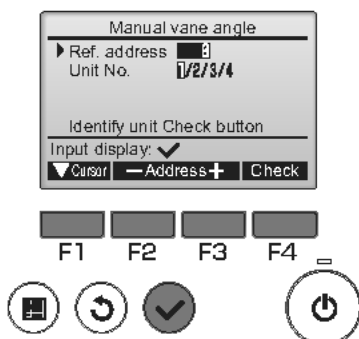 Manual vane angle
Ref. address
Unit No. 1/2/3/4
Identify unit Check button
Input display: ✔
▼ Cursor − Address + Check
F1 F2 F3 F4